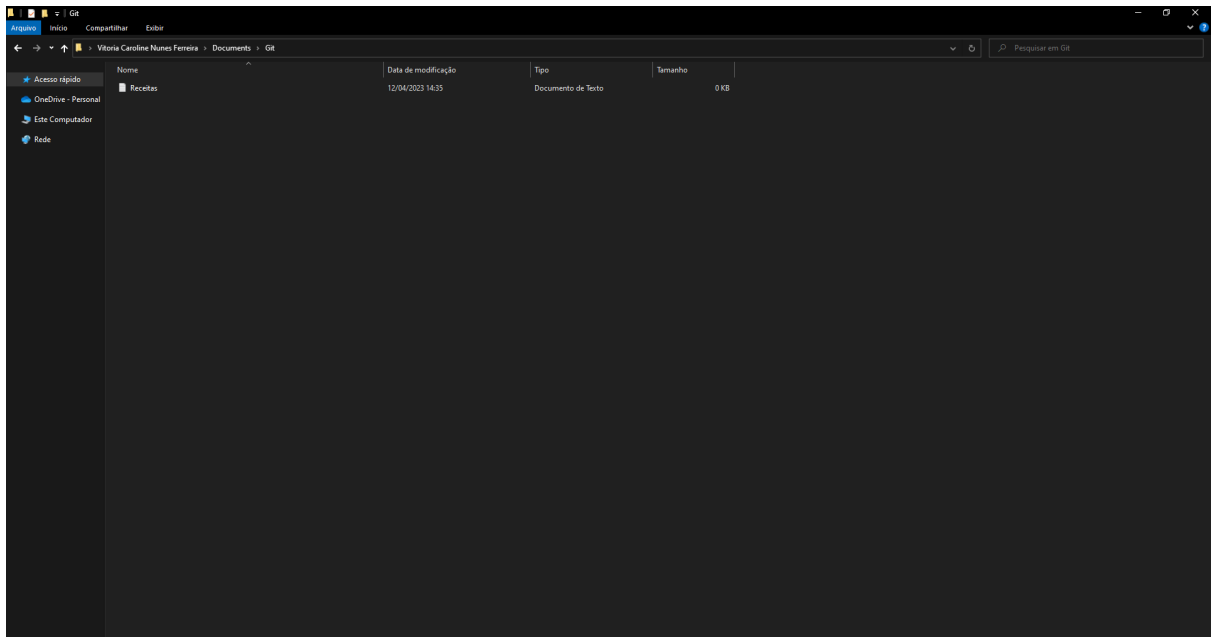 Git
Arquivo Início Compartilhar Exibir
Vitoria Caroline Nunes Ferreira > Documents > Git
Pesquisar em Git
Nome Data de modificação Tipo Tamanho
Acesso rápido
Receitas 12/04/2023 14:35 Documento de Texto 0 KB
OneDrive - Personal
Este Computador
Rede